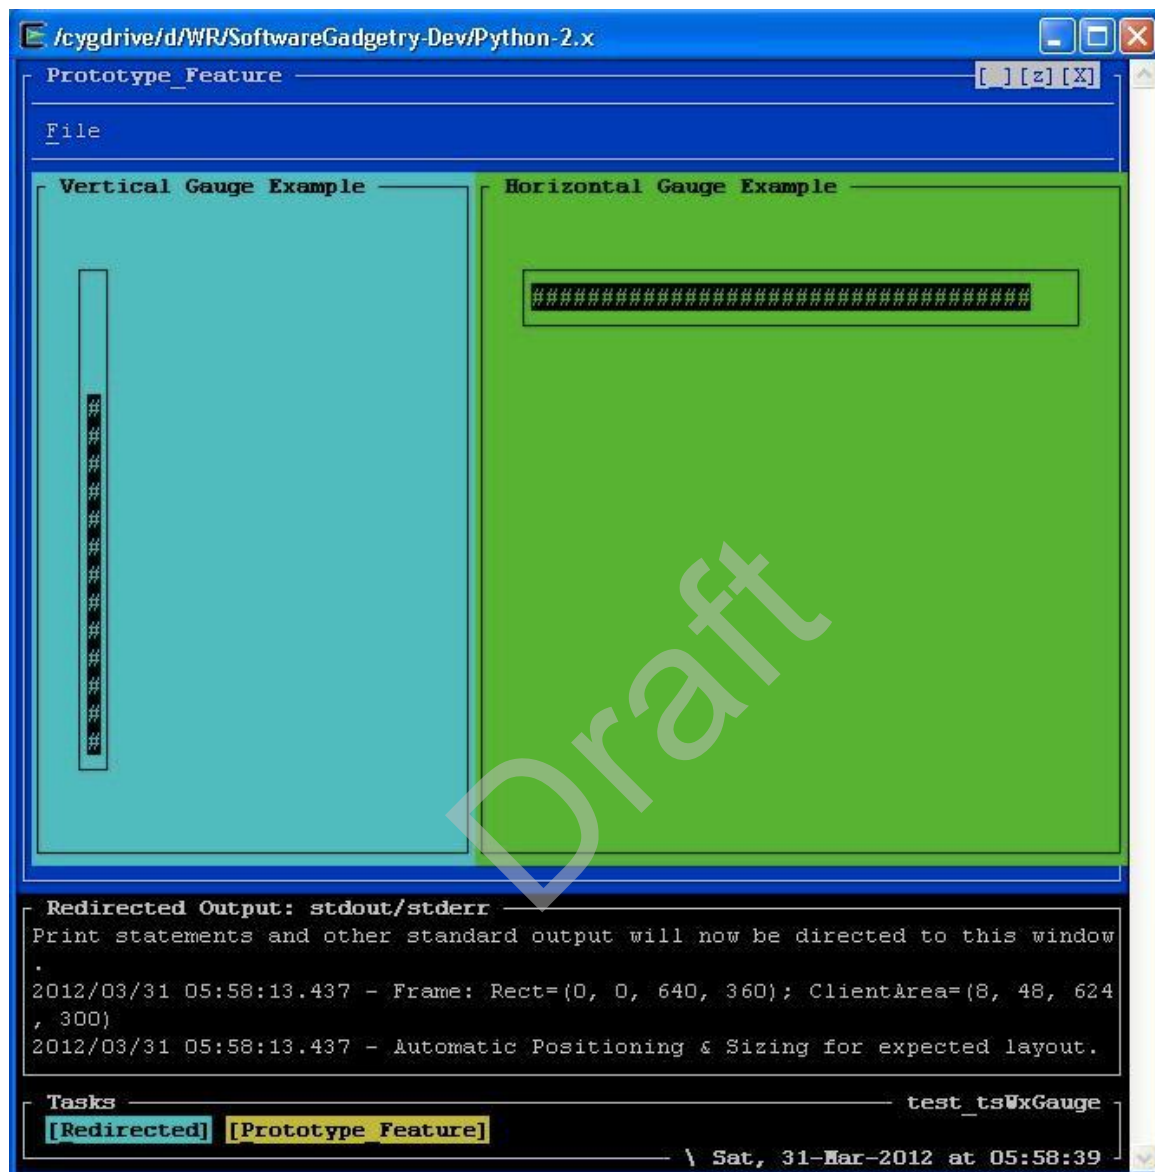 /cygdrive/d/WR/SoftwareGadgetry-Dev/Python-2.x
Prototype_Feature [_][z][X]
File
Vertical Gauge Example
Horizontal Gauge Example
####################################
#
#
#
#
#
#
#
#
#
#
#
#
#
Draft
Redirected Output: stdout/stderr
Print statements and other standard output will now be directed to this window
.
2012/03/31 05:58:13.437 - Frame: Rect=(0, 0, 640, 360); ClientArea=(8, 48, 624
, 300)
2012/03/31 05:58:13.437 - Automatic Positioning & Sizing for expected layout.
Tasks test_tsWxGauge
[Redirected] [Prototype_Feature]
\ Sat, 31-Mar-2012 at 05:58:39